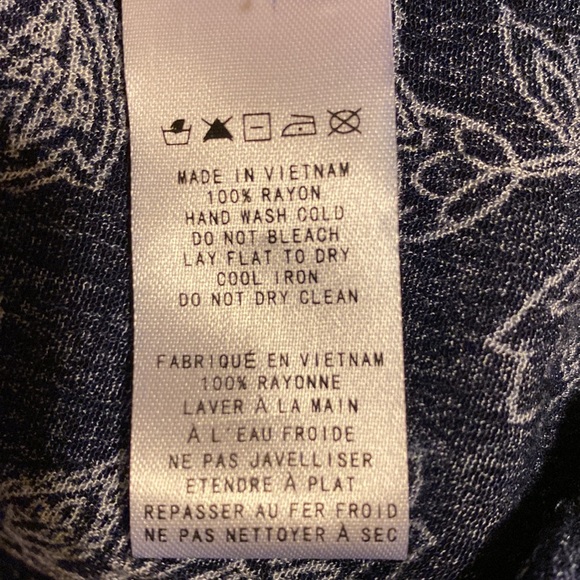 MADE IN VIETNAM
100% RAYON
HAND WASH COLD
DO NOT BLEACH
LAY FLAT TO DRY
COOL IRON
DO NOT DRY CLEAN
FABRIQUÉ EN VIETNAM
100% RAYONNE
LAVER À LA MAIN
À L'EAU FROIDE
NE PAS JAVELLISER
ETENDRE À PLAT
REPASSER AU FER FROID
NE PAS NETTOYER À SEC